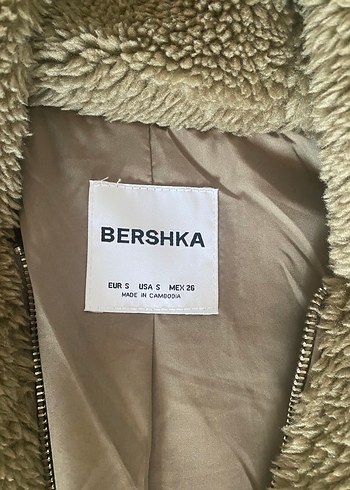 BERSHKA
EUR S USA S MEX 26
MADE IN CAMBODIA